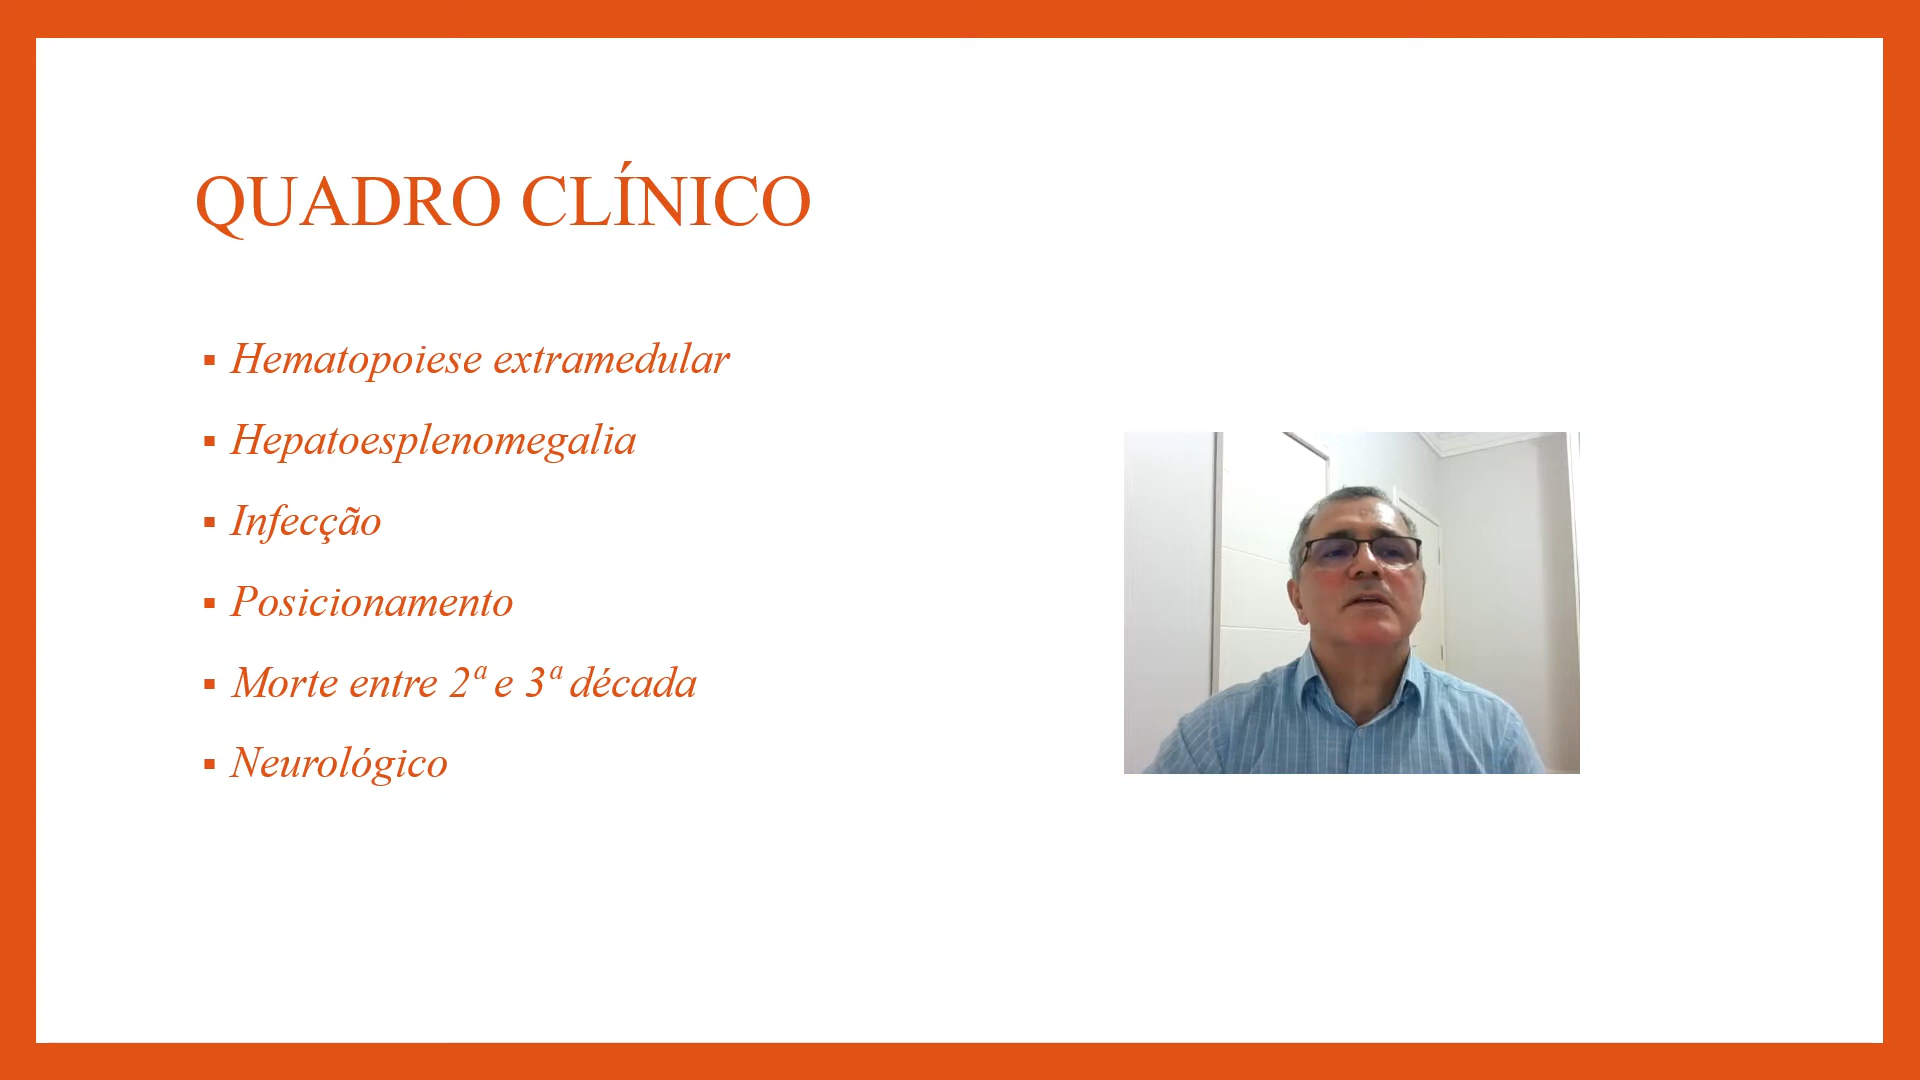 QUADRO CLÍNICO
▪ Hematopoiese extramedular
▪ Hepatoesplenomegalia
▪ Infecção
▪ Posicionamento
▪ Morte entre 2ª e 3ª década
▪ Neurológico